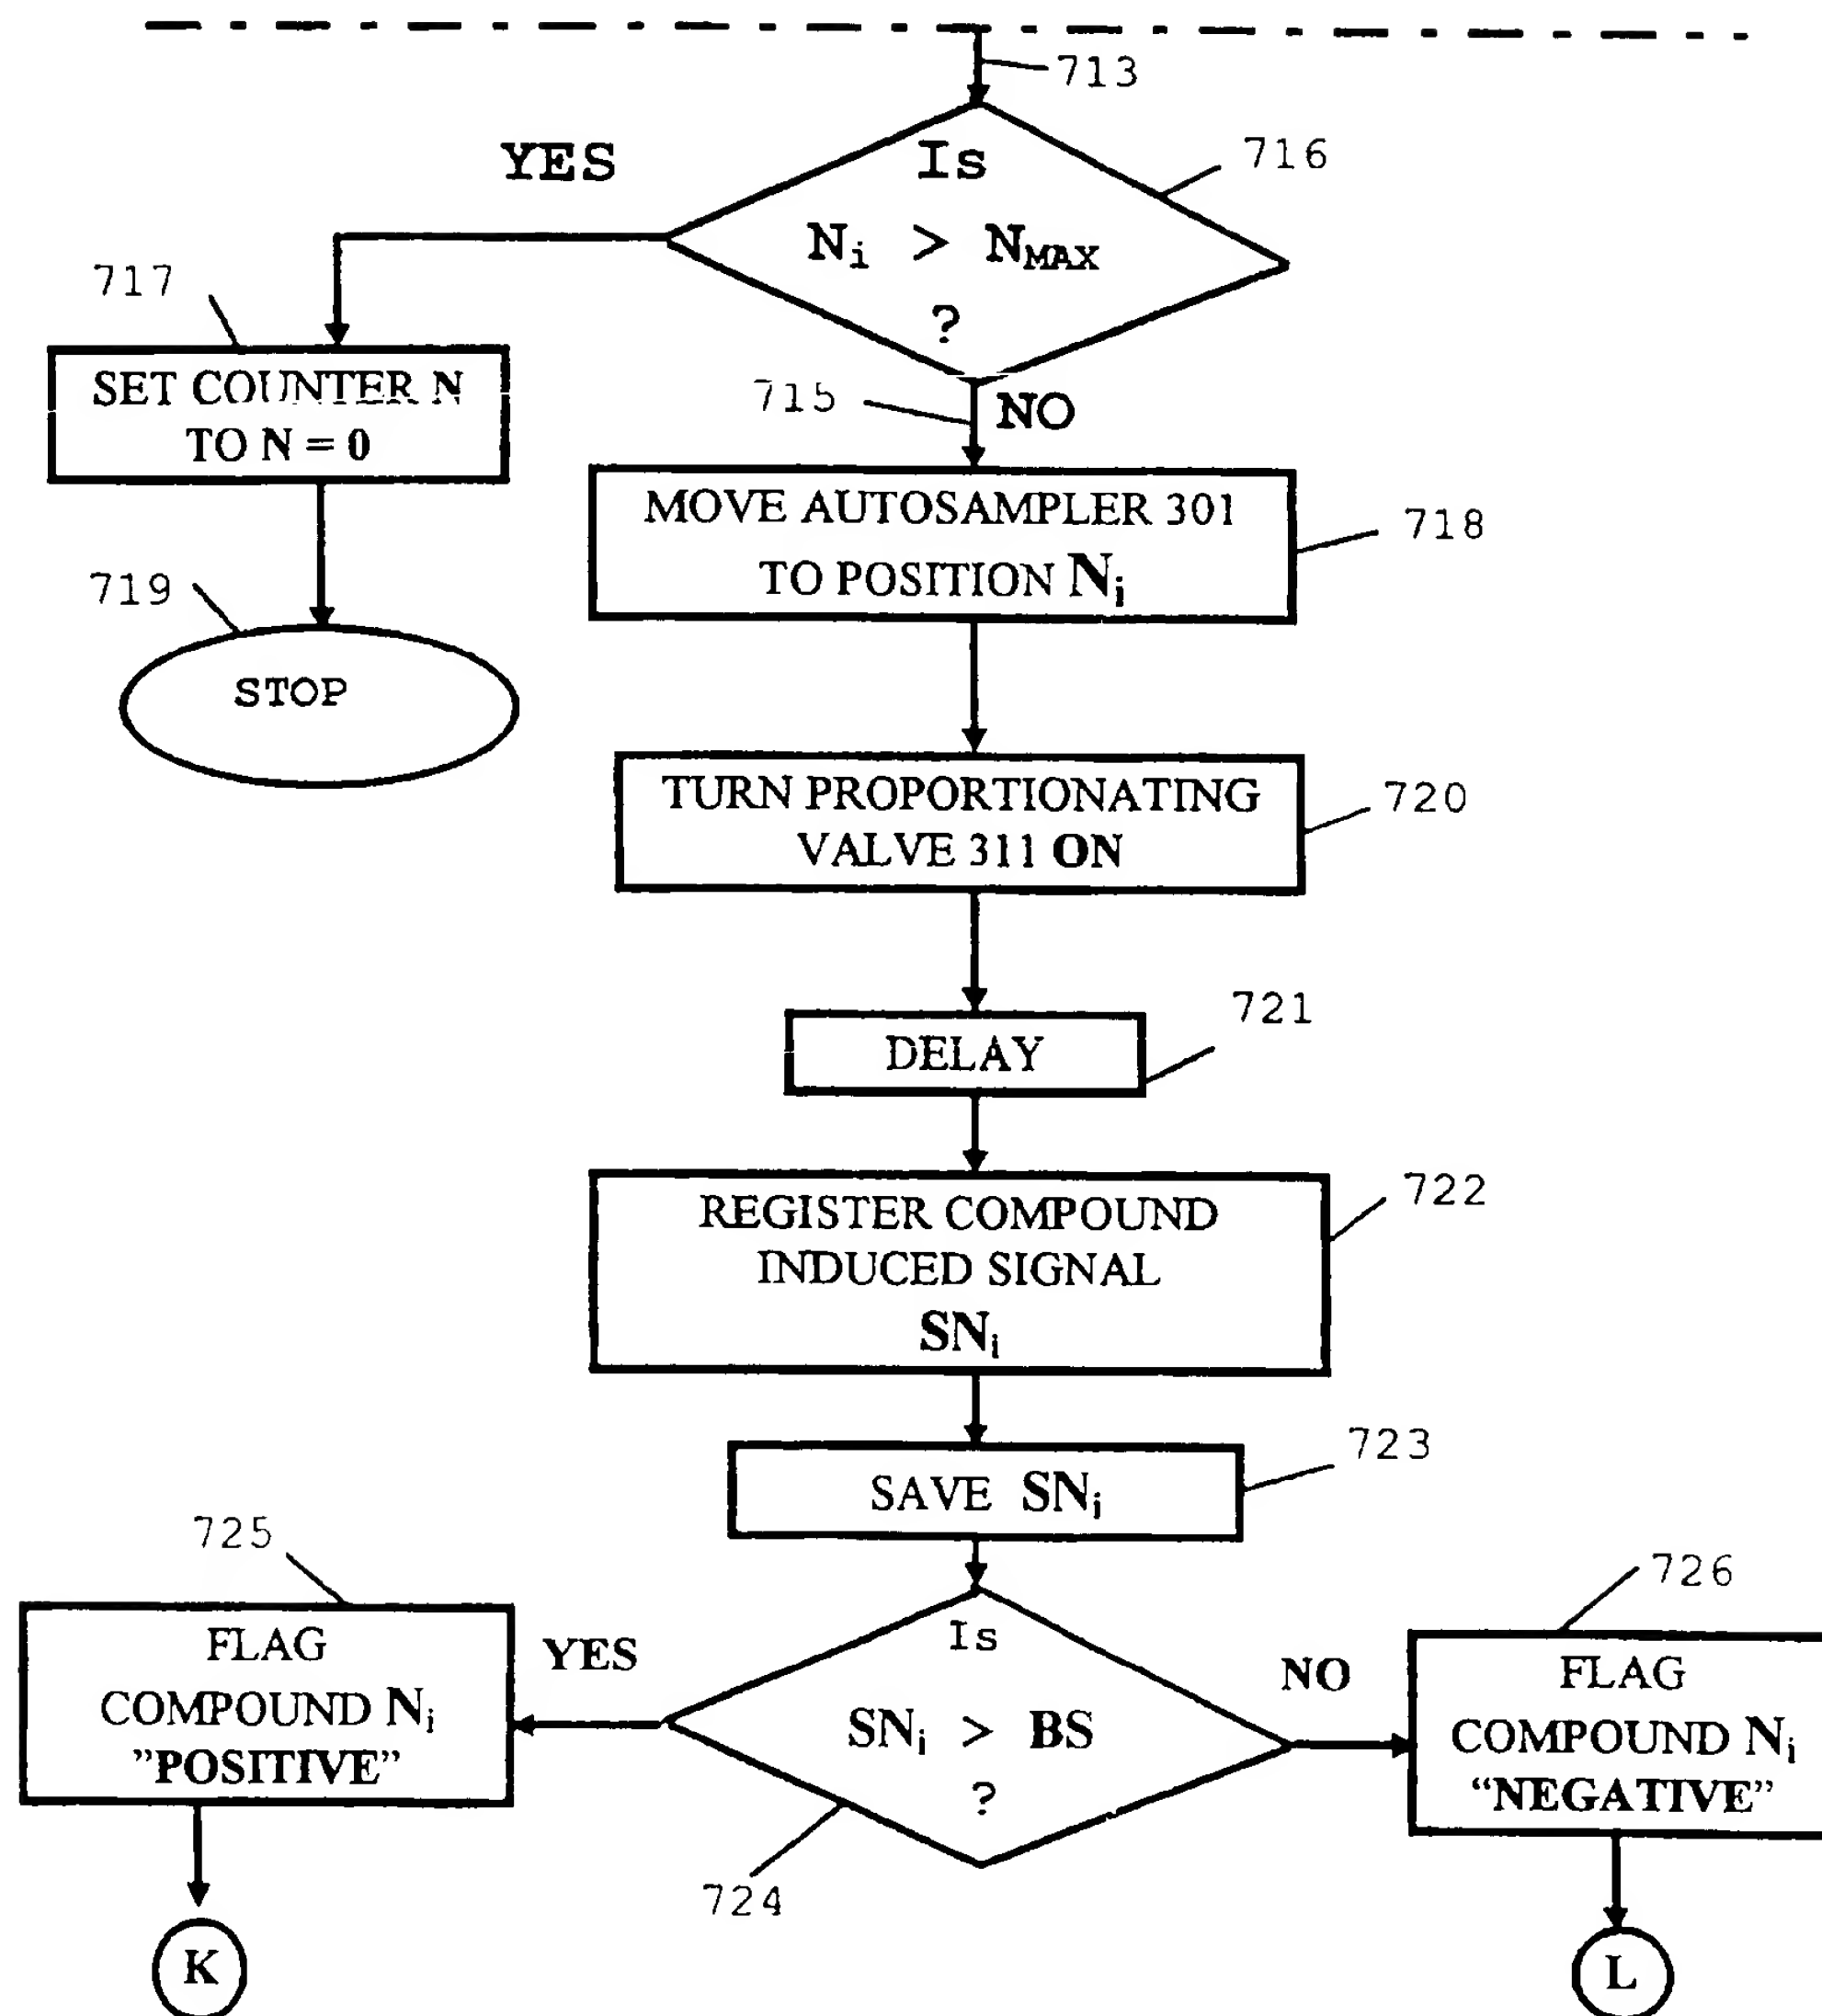 713
YES
Is
716
Nᵢ > N_MAX
?
717
SET COUNTER N
TO N = 0
715
NO
MOVE AUTOSAMPLER 301
TO POSITION Nᵢ
718
719
STOP
TURN PROPORTIONATING
VALVE 311 ON
720
721
DELAY
722
REGISTER COMPOUND
INDUCED SIGNAL
SNᵢ
723
SAVE SNᵢ
725
726
FLAG
COMPOUND Nᵢ
"POSITIVE"
YES
Is
SNᵢ > BS
?
NO
FLAG
COMPOUND Nᵢ
"NEGATIVE"
724
K
L